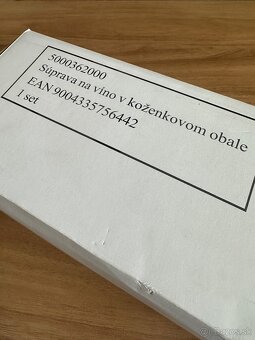 5000362000
Súprava na víno v koženkovom obale
EAN 9004335756442
1 set